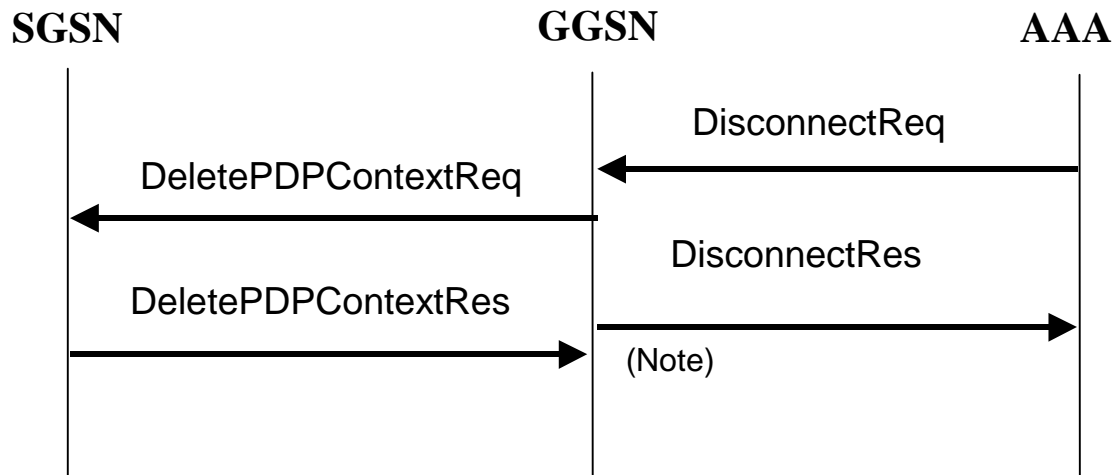 SGSN
GGSN
AAA
DisconnectReq
DeletePDPContextReq
DisconnectRes
DeletePDPContextRes
(Note)